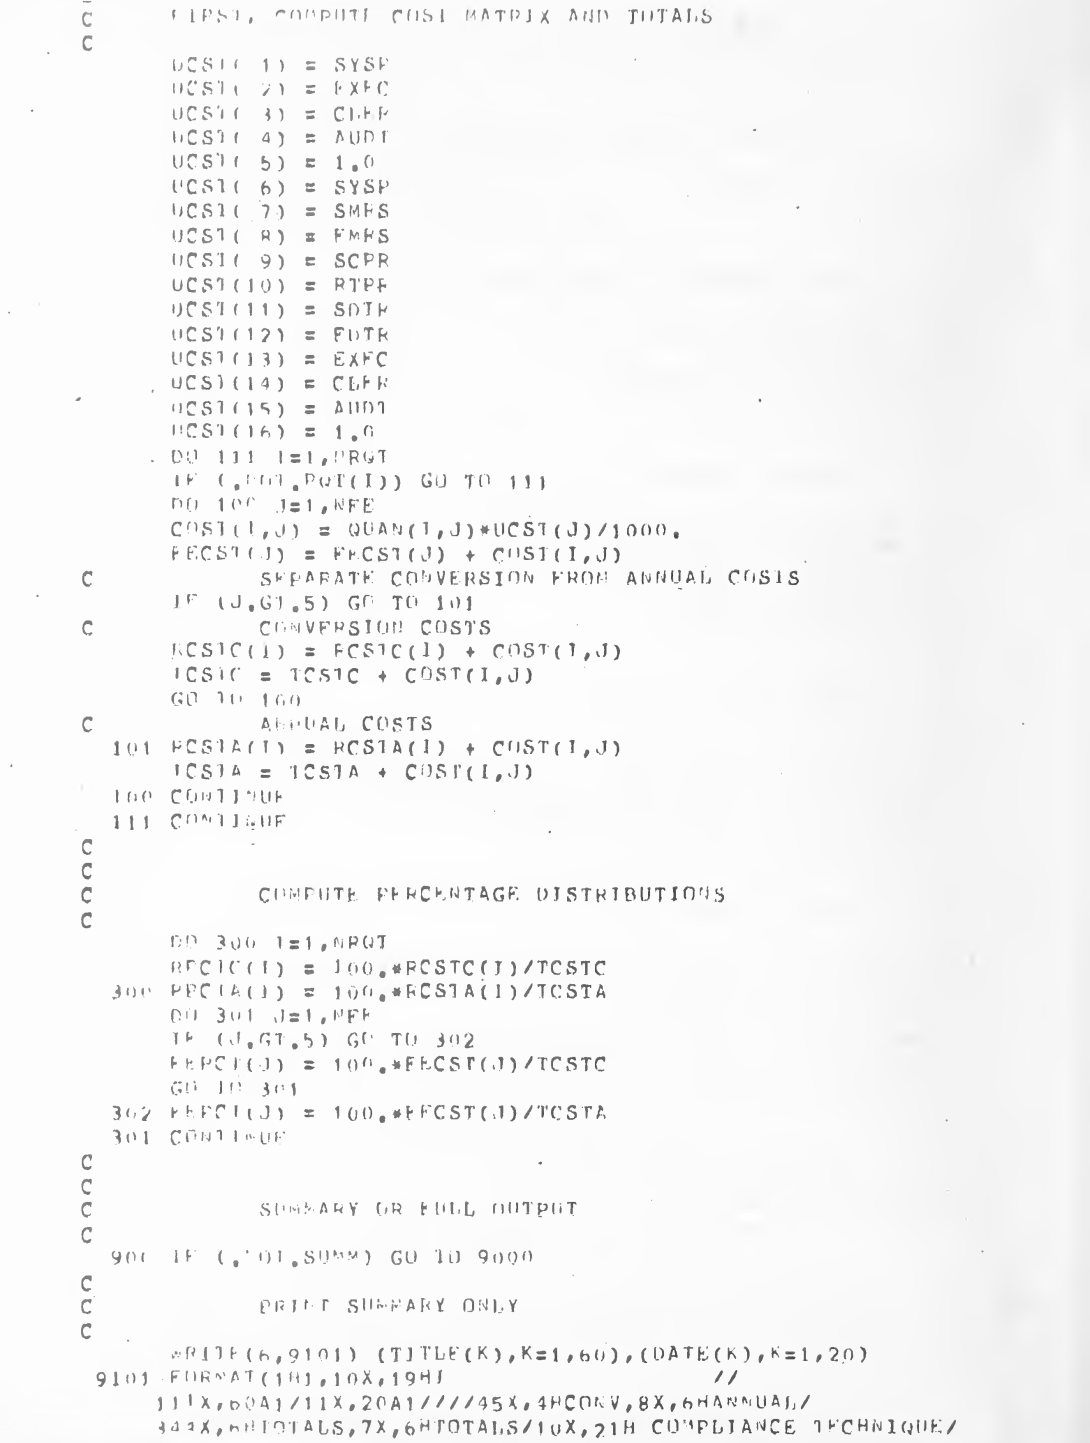 C FIRST, COMPUTE COST MATRIX AND TOTALS
C
UCST( 1) = SYSP
UCST( 2) = EXEC
UCST( 3) = CLER
UCST( 4) = AUDT
UCST( 5) = 1.0
UCST( 6) = SYSP
UCST( 7) = SMRS
UCST( 8) = FMRS
UCST( 9) = SCPR
UCST(10) = RTPR
UCST(11) = SDTR
UCST(12) = FDTR
UCST(13) = EXEC
UCST(14) = CLER
UCST(15) = AUDT
UCST(16) = 1.0
DO 111 I=1,NRQT
IF (.NOT.RQT(I)) GO TO 111
DO 100 J=1,NFE
COST(I,J) = QUAN(I,J)*UCST(J)/1000.
FECST(J) = FECST(J) + COST(I,J)
C SEPARATE CONVERSION FROM ANNUAL COSTS
IF (J.GT.5) GO TO 101
C CONVERSION COSTS
RCSTC(I) = RCSTC(I) + COST(I,J)
TCSTC = TCSTC + COST(I,J)
GO TO 100
C ANNUAL COSTS
101 RCSTA(I) = RCSTA(I) + COST(I,J)
TCSTA = TCSTA + COST(I,J)
100 CONTINUE
111 CONTINUE
C
C
C COMPUTE PERCENTAGE DISTRIBUTIONS
C
DO 300 I=1,NRQT
RPCTC(I) = 100.*RCSTC(I)/TCSTC
300 RPCTA(I) = 100.*RCSTA(I)/TCSTA
DO 301 J=1,NFE
IF (J.GT.5) GO TO 302
FEPCT(J) = 100.*FECST(J)/TCSTC
GO TO 301
302 FEPCT(J) = 100.*FECST(J)/TCSTA
301 CONTINUE
C
C
C SUMMARY OR FULL OUTPUT
C
900 IF (.NOT.SUMM) GO TO 9000
C
C PRINT SUMMARY ONLY
C
WRITE(6,9101) (TITLE(K),K=1,60),(DATE(K),K=1,20)
9101 FORMAT(1H1,10X,19H1 //
111X,60A1/11X,20A1////45X,4HCONV,8X,6HANNUAL/
344X,6HTOTALS,7X,6HTOTALS/10X,21H COMPLIANCE TECHNIQUE/